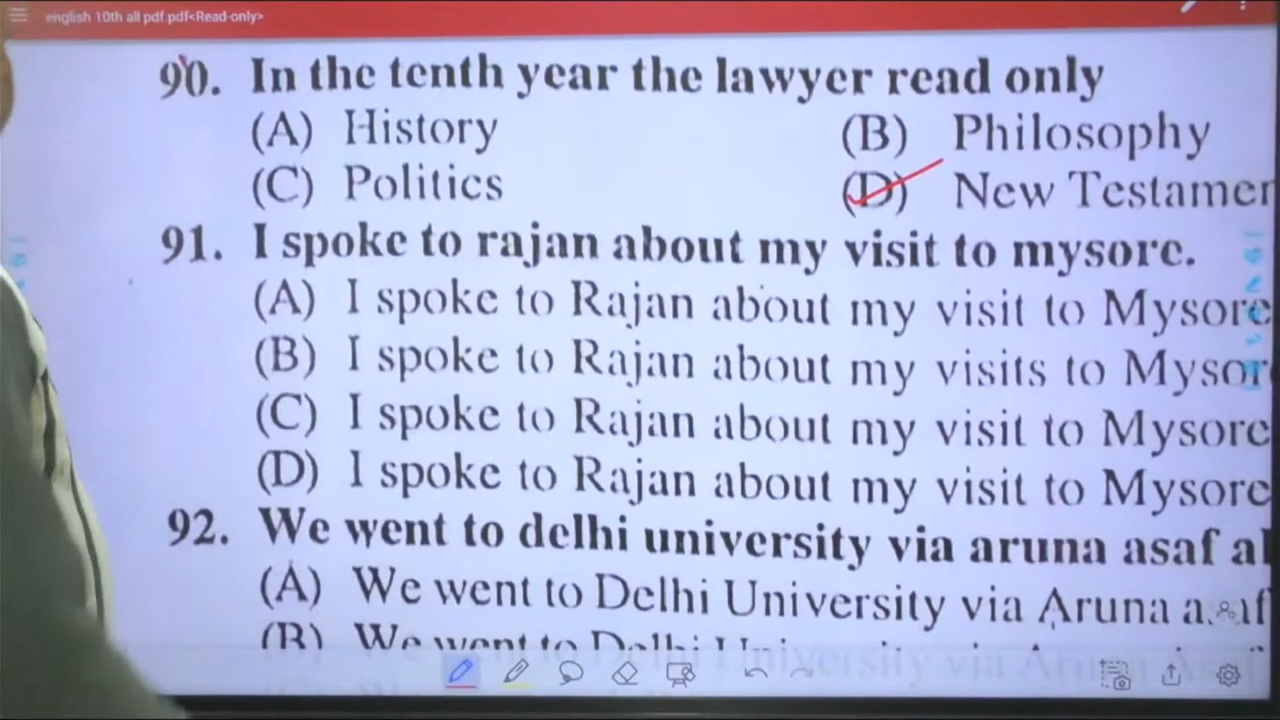 english 10th all pdf.pdf<Read-only>
90. In the tenth year the lawyer read only
(A) History (B) Philosophy
(C) Politics (D) New Testamen
91. I spoke to rajan about my visit to mysore.
(A) I spoke to Rajan about my visit to Mysore
(B) I spoke to Rajan about my visits to Mysor
(C) I spoke to Rajan about my visit to Mysore
(D) I spoke to Rajan about my visit to Mysore
92. We went to delhi university via aruna asaf al
(A) We went to Delhi University via Aruna
(B) We went to Delhi